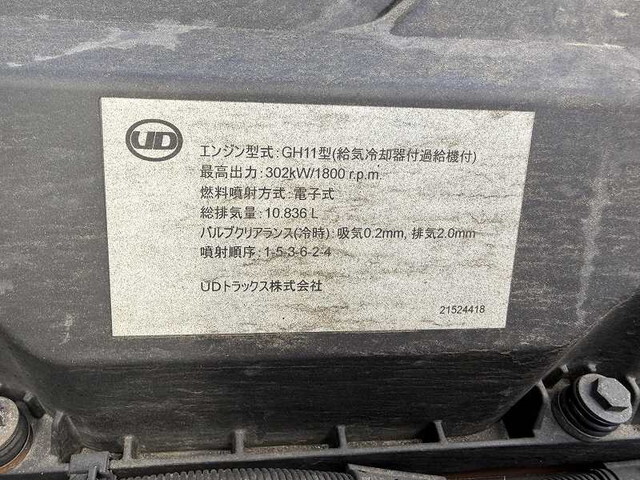 UD
エンジン型式：GH11型(給気冷却器付過給機付)
最高出力：302kW/1800 r.p.m.
燃料噴射方式：電子式
総排気量：10.836 L
バルブクリアランス(冷時)：吸気0.2mm, 排気2.0mm
噴射順序：1-5-3-6-2-4
UDトラックス株式会社
21524418